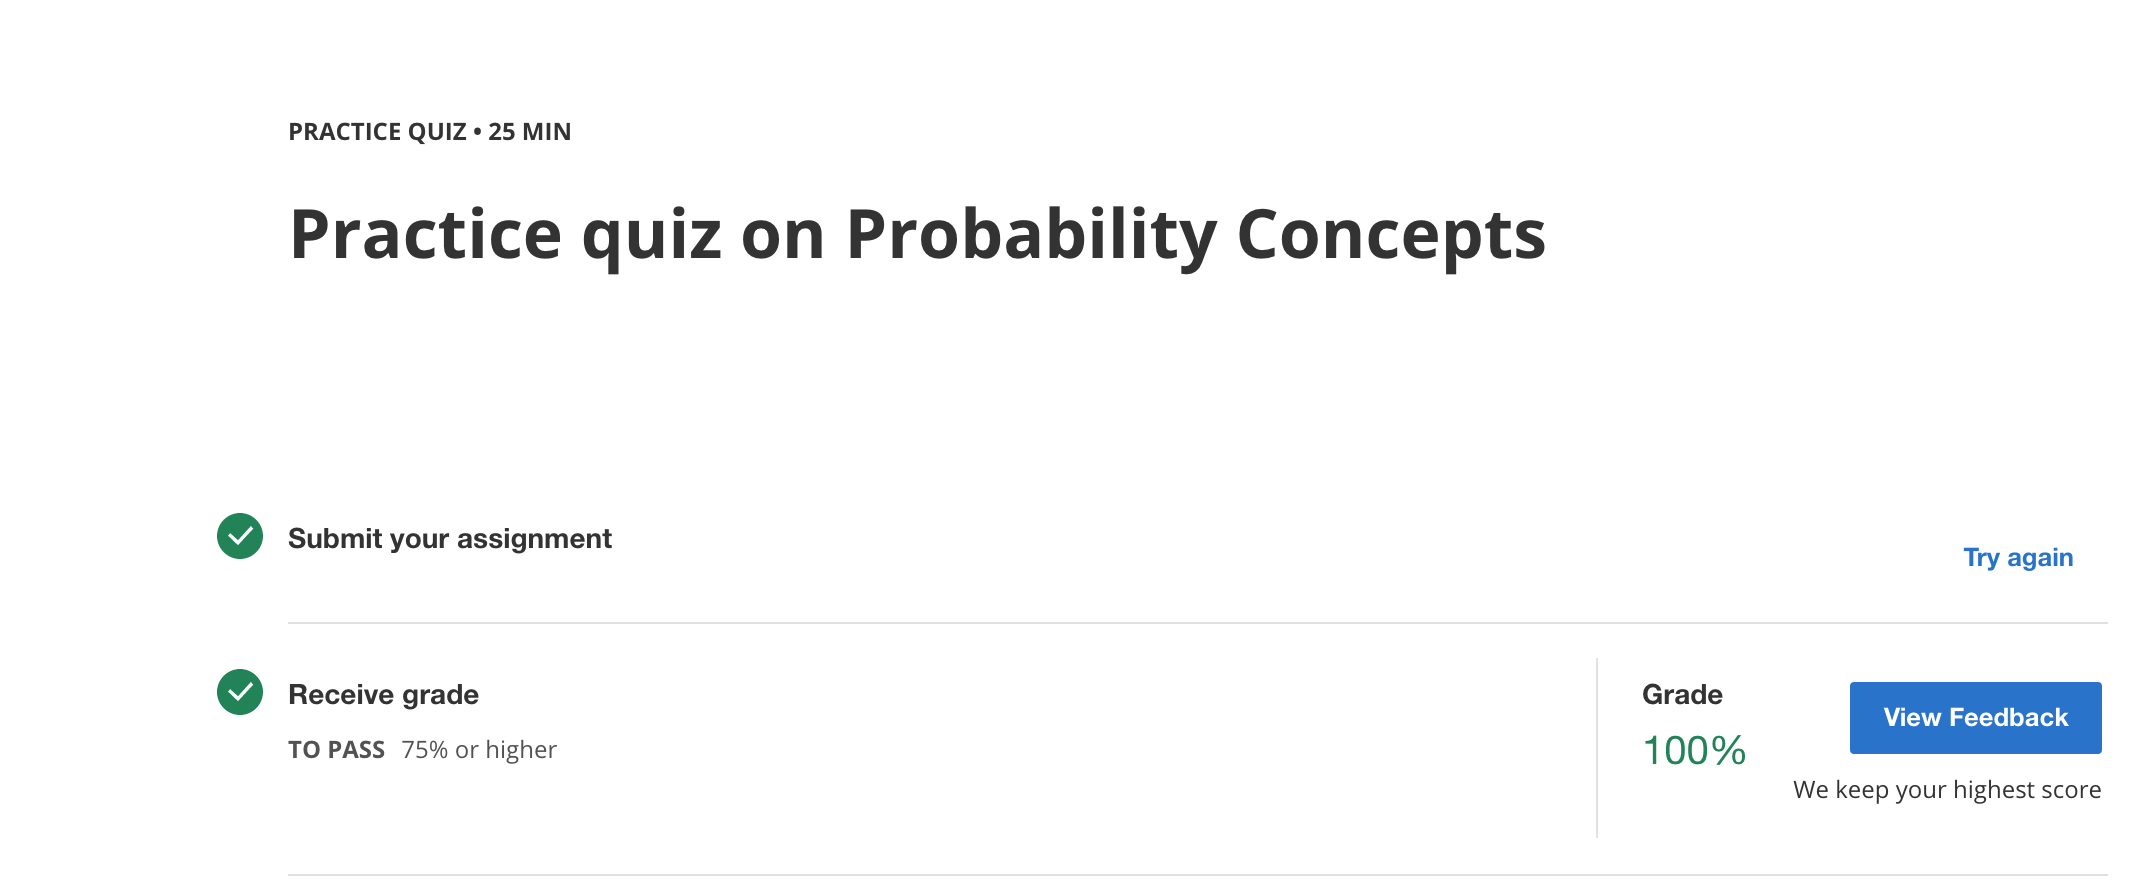 PRACTICE QUIZ • 25 MIN
Practice quiz on Probability Concepts
Submit your assignment
Try again
Receive grade
TO PASS 75% or higher
Grade
100%
View Feedback
We keep your highest score